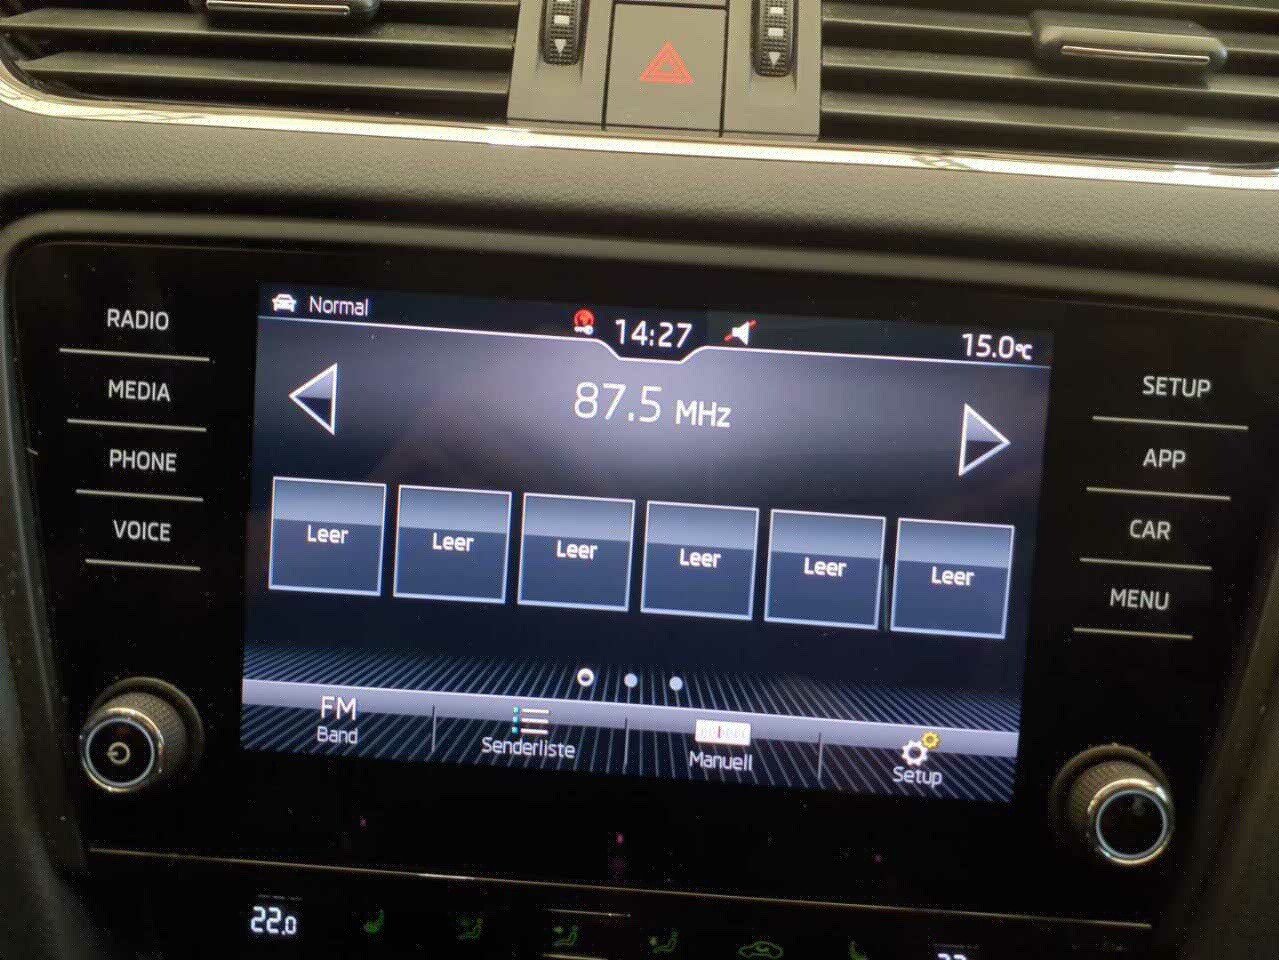 RADIO
MEDIA
PHONE
VOICE
Normal
14:27
15.0°C
87.5 MHz
Leer
Leer
Leer
Leer
Leer
Leer
FM
Band
Senderliste
Manuell
Setup
SETUP
APP
CAR
MENU
22.0